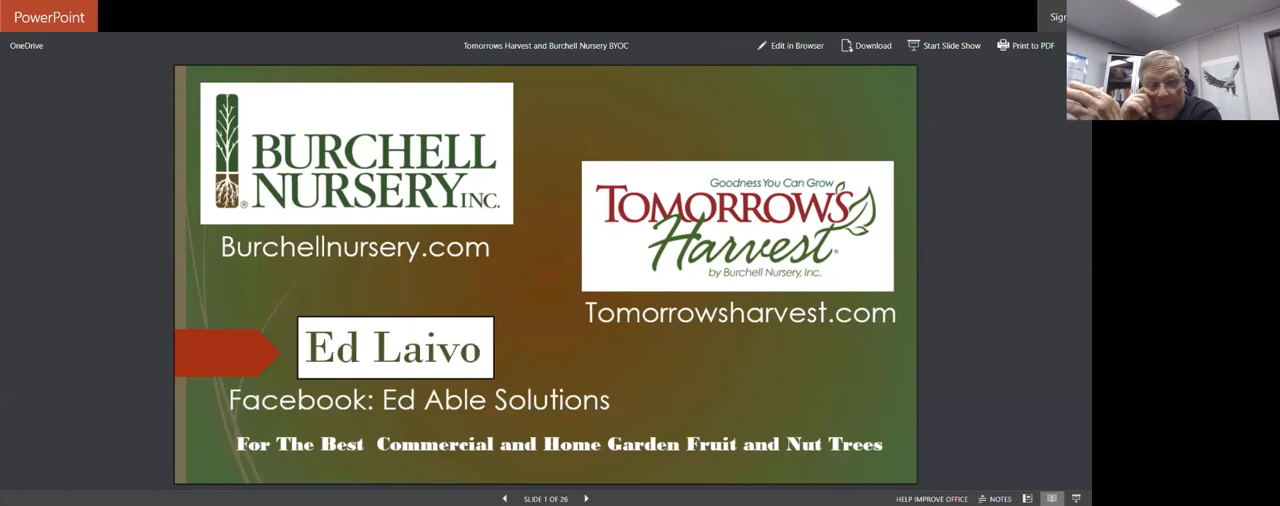 PowerPoint
Sign
OneDrive
Tomorrows Harvest and Burchell Nursery BYOC
Edit in Browser
Download
Start Slide Show
Print to PDF
BURCHELL
NURSERY INC.
®
Burchellnursery.com
Goodness You Can Grow
TOMORROW'S
Harvest®
by Burchell Nursery, Inc.
Tomorrowsharvest.com
Ed Laivo
Facebook: Ed Able Solutions
For The Best Commercial and Home Garden Fruit and Nut Trees
SLIDE 1 OF 26
HELP IMPROVE OFFICE
NOTES